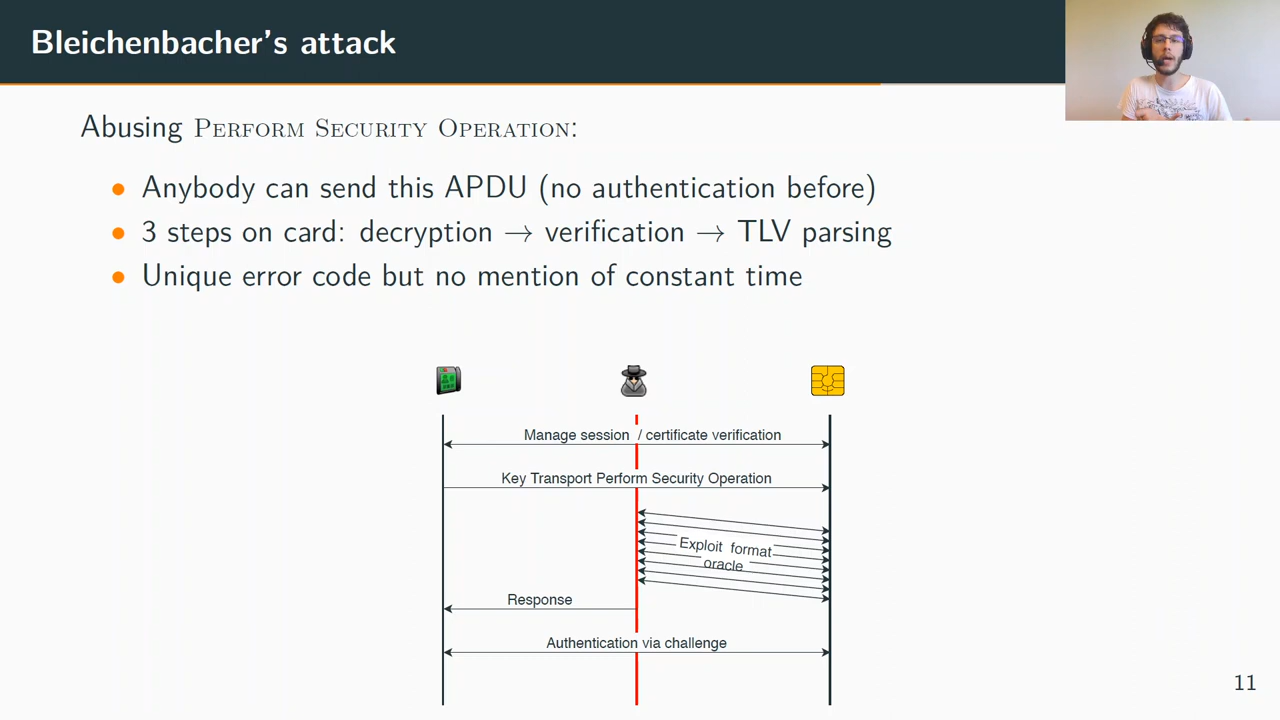 Bleichenbacher's attack
Abusing Perform Security Operation:
• Anybody can send this APDU (no authentication before)
• 3 steps on card: decryption → verification → TLV parsing
• Unique error code but no mention of constant time
Manage session / certificate verification
Key Transport Perform Security Operation
Exploit format
oracle
Response
Authentication via challenge
11